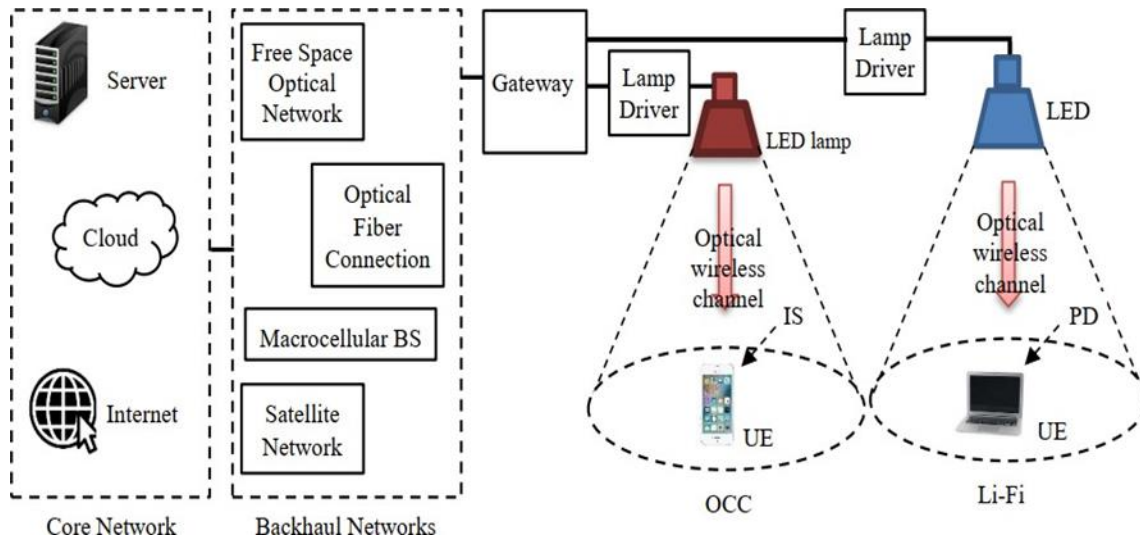 Server
Cloud
Internet
Core Network
Free Space
Optical
Network
Optical
Fiber
Connection
Macrocellular BS
Satellite
Network
Backhaul Networks
Gateway
Lamp
Driver
LED lamp
Optical
wireless
channel
IS
UE
OCC
Lamp
Driver
LED
Optical
wireless
channel
PD
UE
Li-Fi